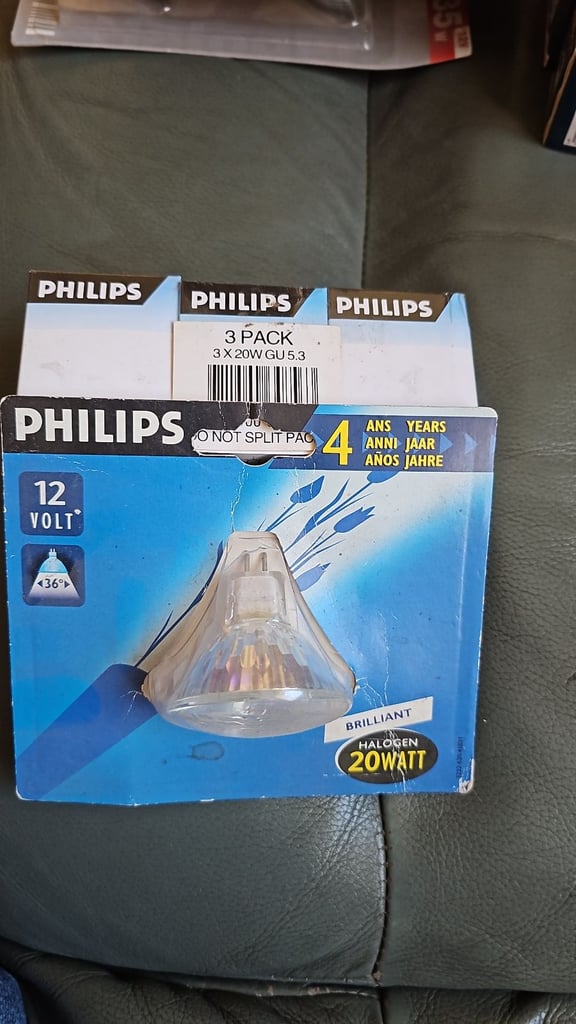 35
W
PHILIPS
PHILIPS
PHILIPS
3 PACK
3 X 20W GU 5.3
PHILIPS
O NOT SPLIT PAC
4
ANS YEARS
ANNI JAAR
AÑOS JAHRE
12
VOLT*
36°
BRILLIANT
HALOGEN
20WATT